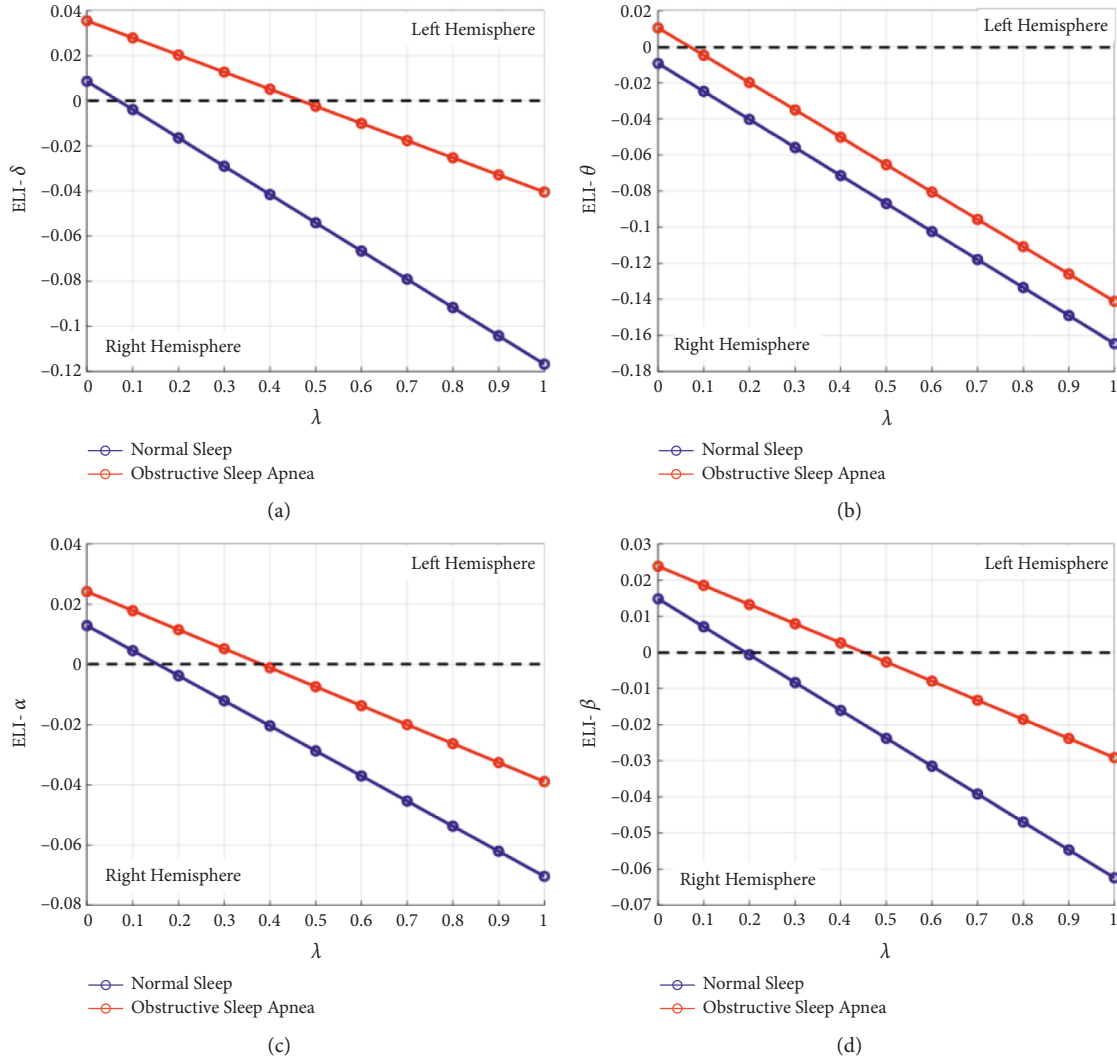 0.04
0.02
0
−0.02
−0.04
−0.06
−0.08
−0.1
−0.12
ELI- δ
Left Hemisphere
Right Hemisphere
0 0.1 0.2 0.3 0.4 0.5 0.6 0.7 0.8 0.9 1
λ
Normal Sleep
Obstructive Sleep Apnea
(a)
0.02
0
−0.02
−0.04
−0.06
−0.08
−0.1
−0.12
−0.14
−0.16
−0.18
ELI- θ
Left Hemisphere
Right Hemisphere
0 0.1 0.2 0.3 0.4 0.5 0.6 0.7 0.8 0.9 1
λ
Normal Sleep
Obstructive Sleep Apnea
(b)
0.04
0.02
0
−0.02
−0.04
−0.06
−0.08
ELI- α
Left Hemisphere
Right Hemisphere
0 0.1 0.2 0.3 0.4 0.5 0.6 0.7 0.8 0.9 1
λ
Normal Sleep
Obstructive Sleep Apnea
(c)
0.03
0.02
0.01
0
−0.01
−0.02
−0.03
−0.04
−0.05
−0.06
−0.07
ELI- β
Left Hemisphere
Right Hemisphere
0 0.1 0.2 0.3 0.4 0.5 0.6 0.7 0.8 0.9 1
λ
Normal Sleep
Obstructive Sleep Apnea
(d)